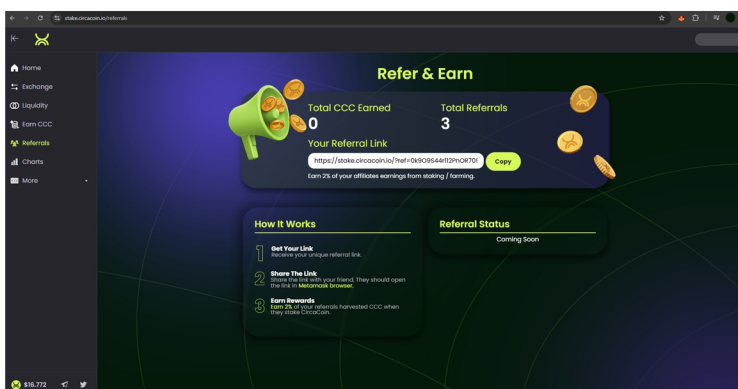 stake.circacoin.io/referrals
Home
Exchange
Liquidity
Earn CCC
Referrals
Charts
More
$16.772
Refer & Earn
Total CCC Earned
0
Total Referrals
3
Your Referral Link
Copy
Earn 2% of your affiliates earnings from staking / farming.
How It Works
1
Get Your Link
Receive your unique referral link.
2
Share The Link
Share the link with your friend. They should open
the link in Metamask browser.
3
Earn Rewards
Earn 2% of your referrals harvested CCC when
they stake CircaCoin.
Referral Status
Coming Soon